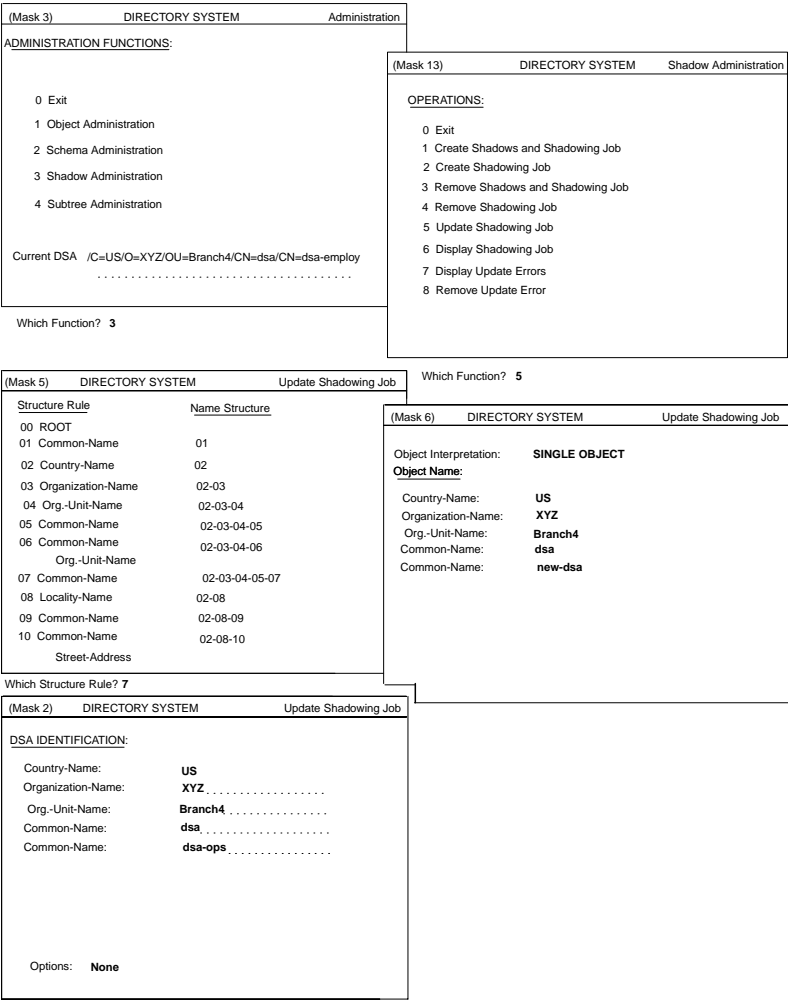 (Mask 3) DIRECTORY SYSTEM Administration
ADMINISTRATION FUNCTIONS:
0 Exit
1 Object Administration
2 Schema Administration
3 Shadow Administration
4 Subtree Administration
Current DSA /C=US/O=XYZ/OU=Branch4/CN=dsa/CN=dsa-employ
Which Function? 3
(Mask 13) DIRECTORY SYSTEM Shadow Administration
OPERATIONS:
0 Exit
1 Create Shadows and Shadowing Job
2 Create Shadowing Job
3 Remove Shadows and Shadowing Job
4 Remove Shadowing Job
5 Update Shadowing Job
6 Display Shadowing Job
7 Display Update Errors
8 Remove Update Error
Which Function? 5
(Mask 5) DIRECTORY SYSTEM Update Shadowing Job
Structure Rule Name Structure
00 ROOT
01 Common-Name 01
02 Country-Name 02
03 Organization-Name 02-03
04 Org.-Unit-Name 02-03-04
05 Common-Name 02-03-04-05
06 Common-Name 02-03-04-06
Org.-Unit-Name
07 Common-Name 02-03-04-05-07
08 Locality-Name 02-08
09 Common-Name 02-08-09
10 Common-Name 02-08-10
Street-Address
Which Structure Rule? 7
(Mask 6) DIRECTORY SYSTEM Update Shadowing Job
Object Interpretation: SINGLE OBJECT
Object Name:
Country-Name: US
Organization-Name: XYZ
Org.-Unit-Name: Branch4
Common-Name: dsa
Common-Name: new-dsa
(Mask 2) DIRECTORY SYSTEM Update Shadowing Job
DSA IDENTIFICATION:
Country-Name: US
Organization-Name: XYZ
Org.-Unit-Name: Branch4
Common-Name: dsa
Common-Name: dsa-ops
Options: None